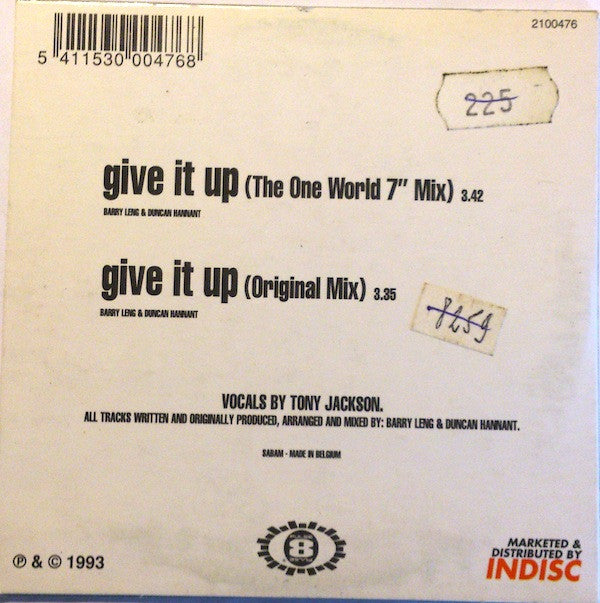 2100476
5 411530 004768
225
give it up (The One World 7" Mix) 3.42
BARRY LENG & DUNCAN HANNANT
give it up (Original Mix) 3.35
BARRY LENG & DUNCAN HANNANT
8259
VOCALS BY TONY JACKSON.
ALL TRACKS WRITTEN AND ORIGINALLY PRODUCED, ARRANGED AND MIXED BY: BARRY LENG & DUNCAN HANNANT.
SABAM - MADE IN BELGIUM
8
℗ & © 1993
MARKETED &
DISTRIBUTED BY
INDISC